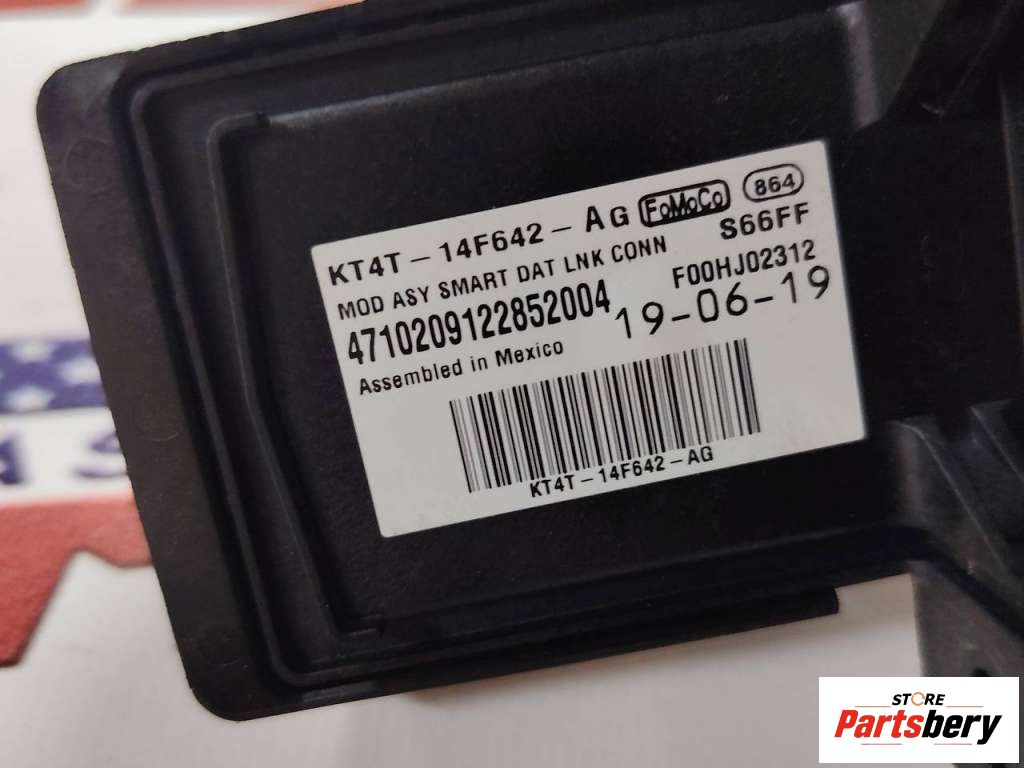 KT4T-14F642-AG FoMoCo 864
MOD ASY SMART DAT LNK CONN S66FF
4710209122852004 F00HJ02312
Assembled in Mexico 19-06-19
KT4T-14F642-AG
A S
STORE
Partsbery